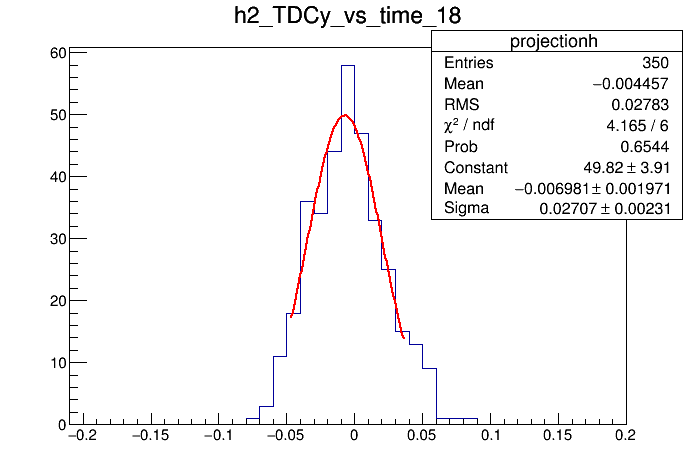 h2_TDCy_vs_time_18
projectionh
Entries 350
Mean −0.004457
RMS 0.02783
χ² / ndf 4.165 / 6
Prob 0.6544
Constant 49.82 ± 3.91
Mean −0.006981 ± 0.001971
Sigma 0.02707 ± 0.00231
60
50
40
30
20
10
0
−0.2 −0.15 −0.1 −0.05 0 0.05 0.1 0.15 0.2